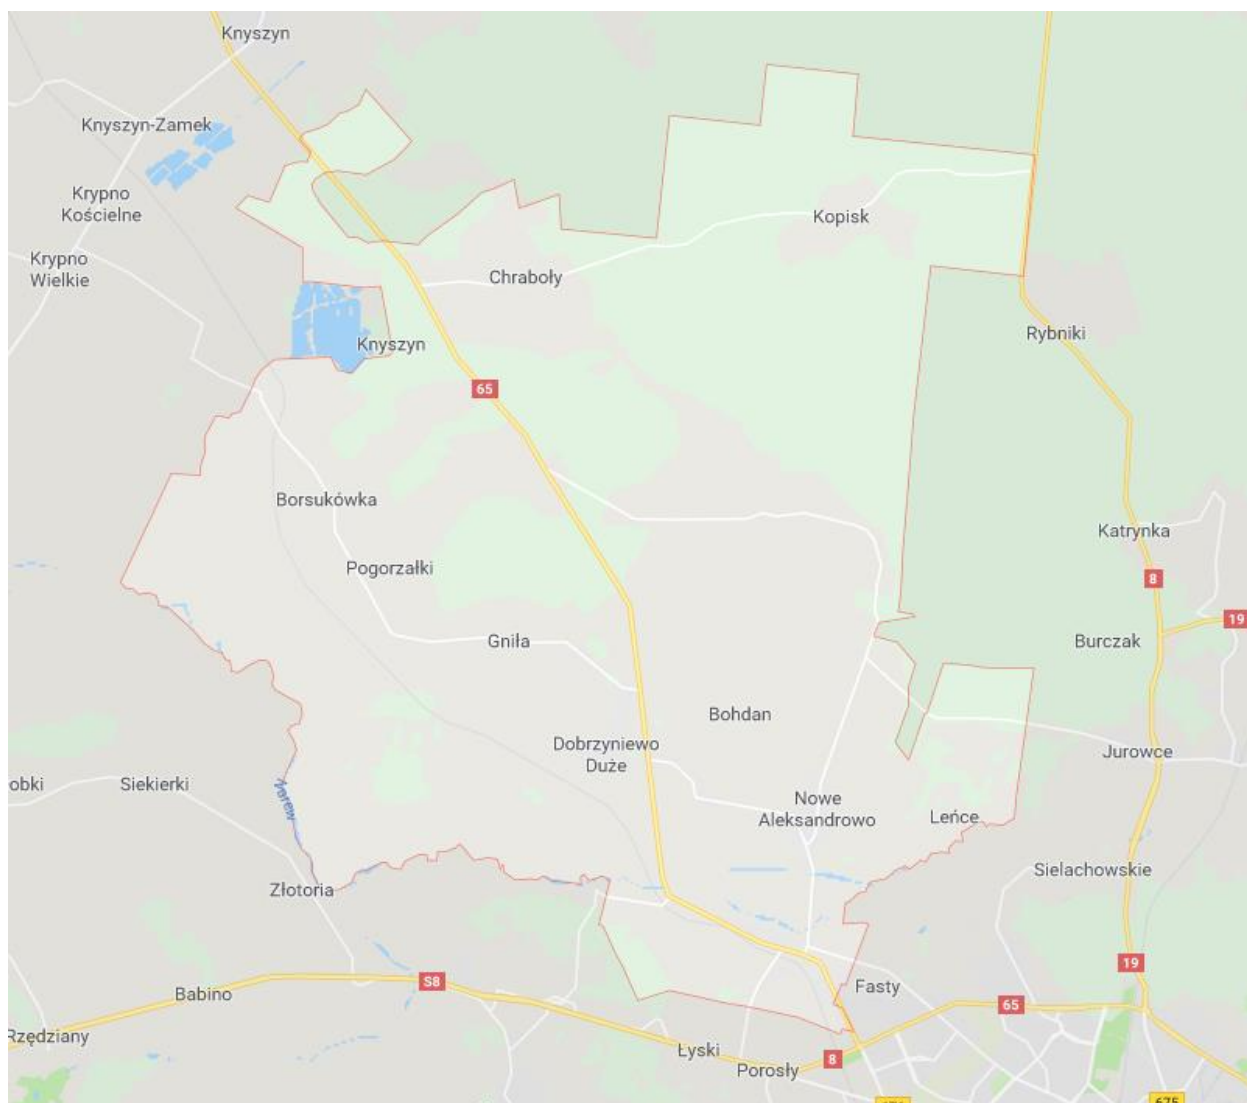 Knyszyn
Knyszyn-Zamek
Krypno
Kościelne
Kopisk
Krypno
Wielkie
Chraboły
Rybniki
Knyszyn
65
Borsukówka
Katrynka
Pogorzałki
8
19
Gniła
Burczak
Bohdan
Dobrzyniewo
Duże
Jurowce
obki
Siekierki
Narew
Nowe
Aleksandrowo
Leńce
Sielachowskie
Złotoria
19
S8
Fasty
Babino
65
Rzędziany
Łyski
8
Porosły
675